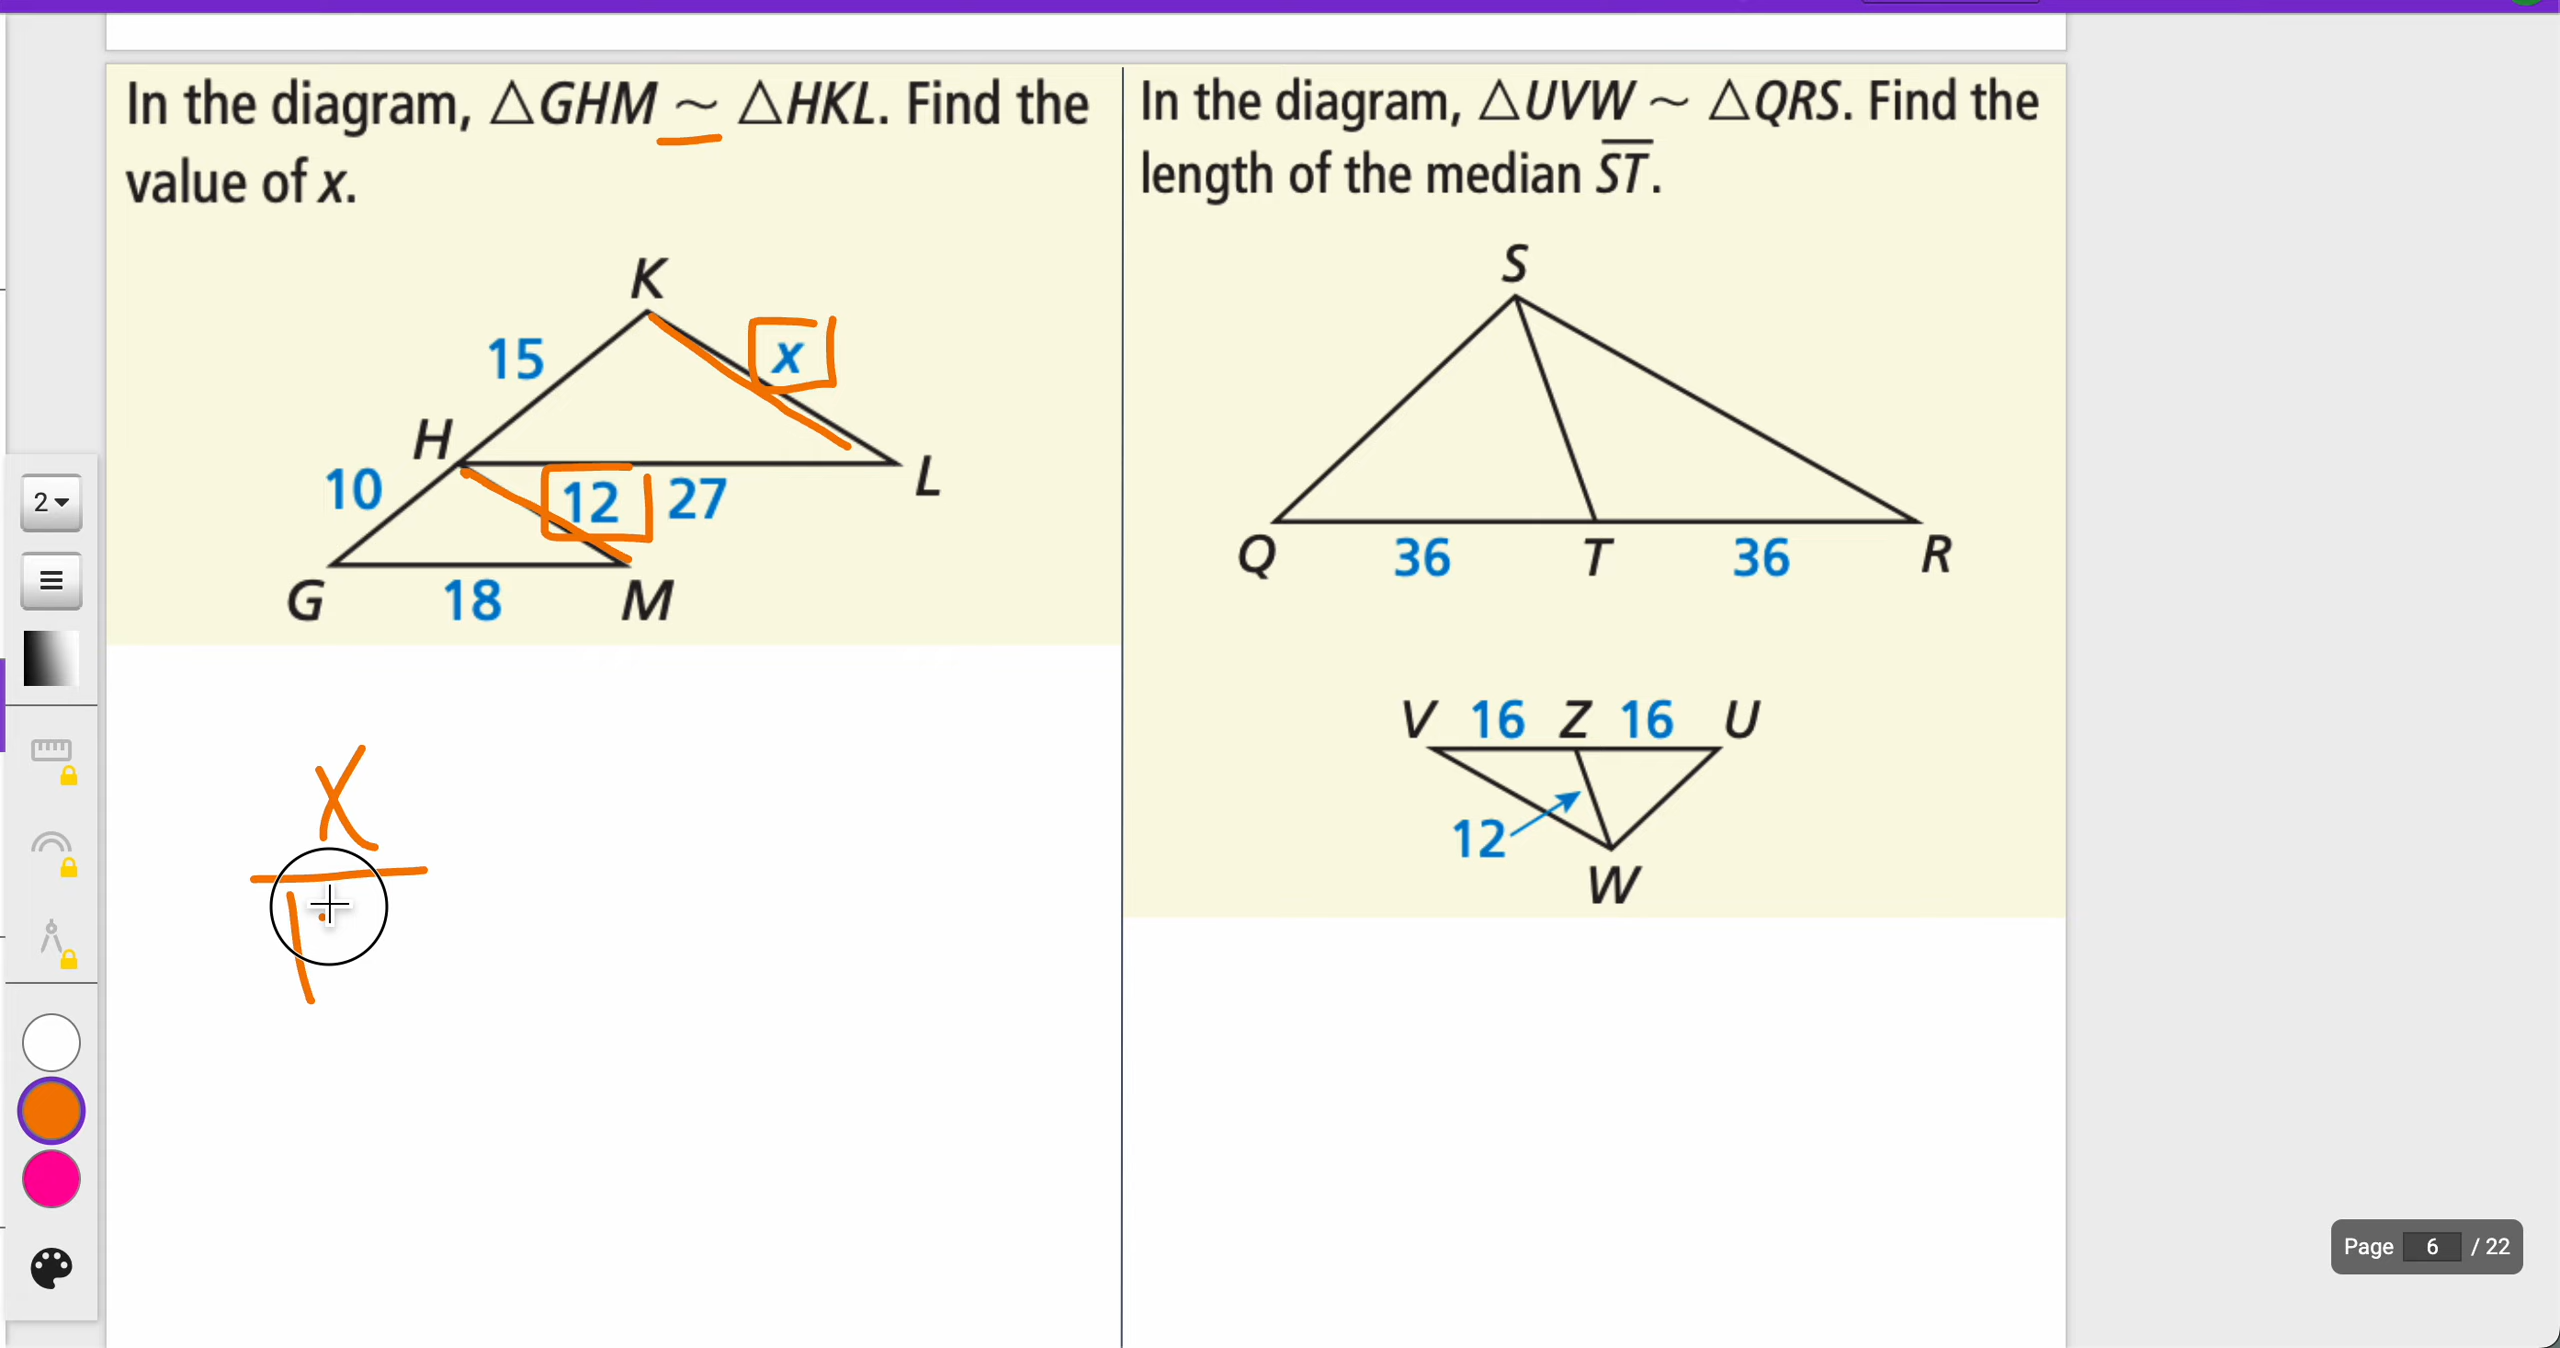 In the diagram, △GHM ~ △HKL. Find the
value of x.
K
15
x
H
L
10
12
27
G
18
M
X
1
In the diagram, △UVW ~ △QRS. Find the
length of the median S̅T̅.
S
Q
36
T
36
R
V 16 Z 16 U
12
W
2
Page 6 / 22